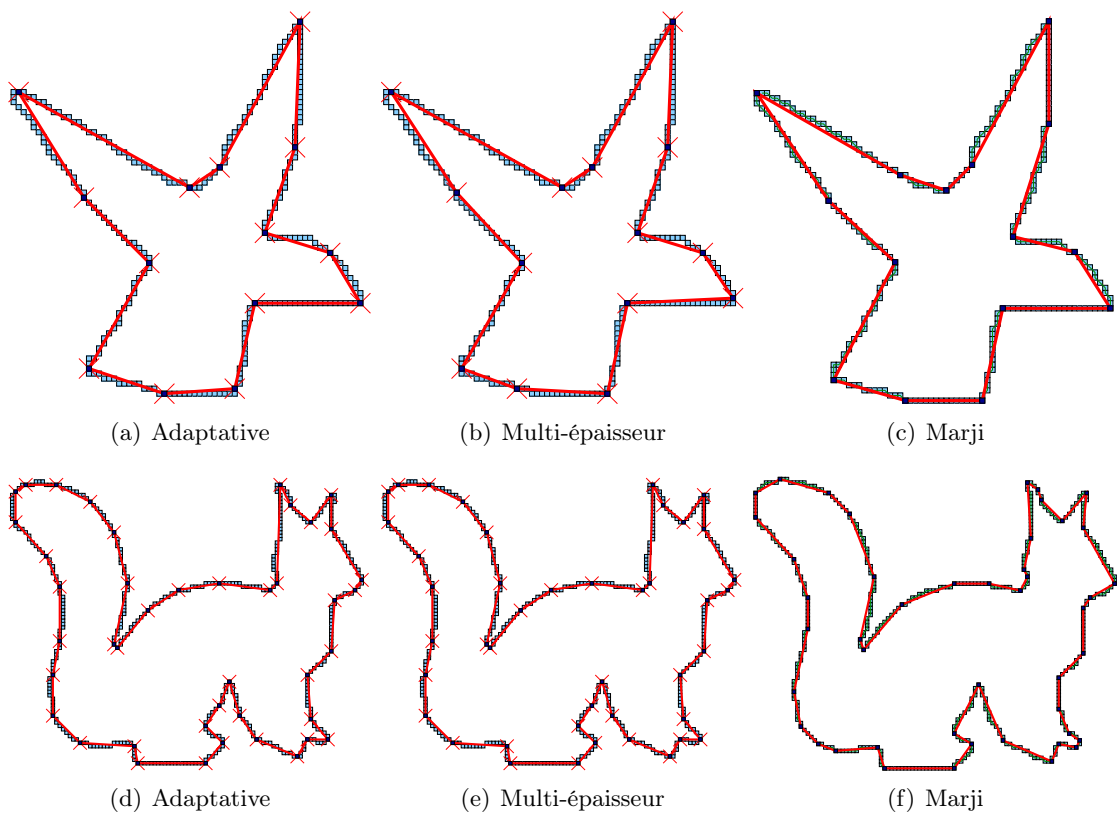 (a) Adaptative
(b) Multi-épaisseur
(c) Marji
(d) Adaptative
(e) Multi-épaisseur
(f) Marji